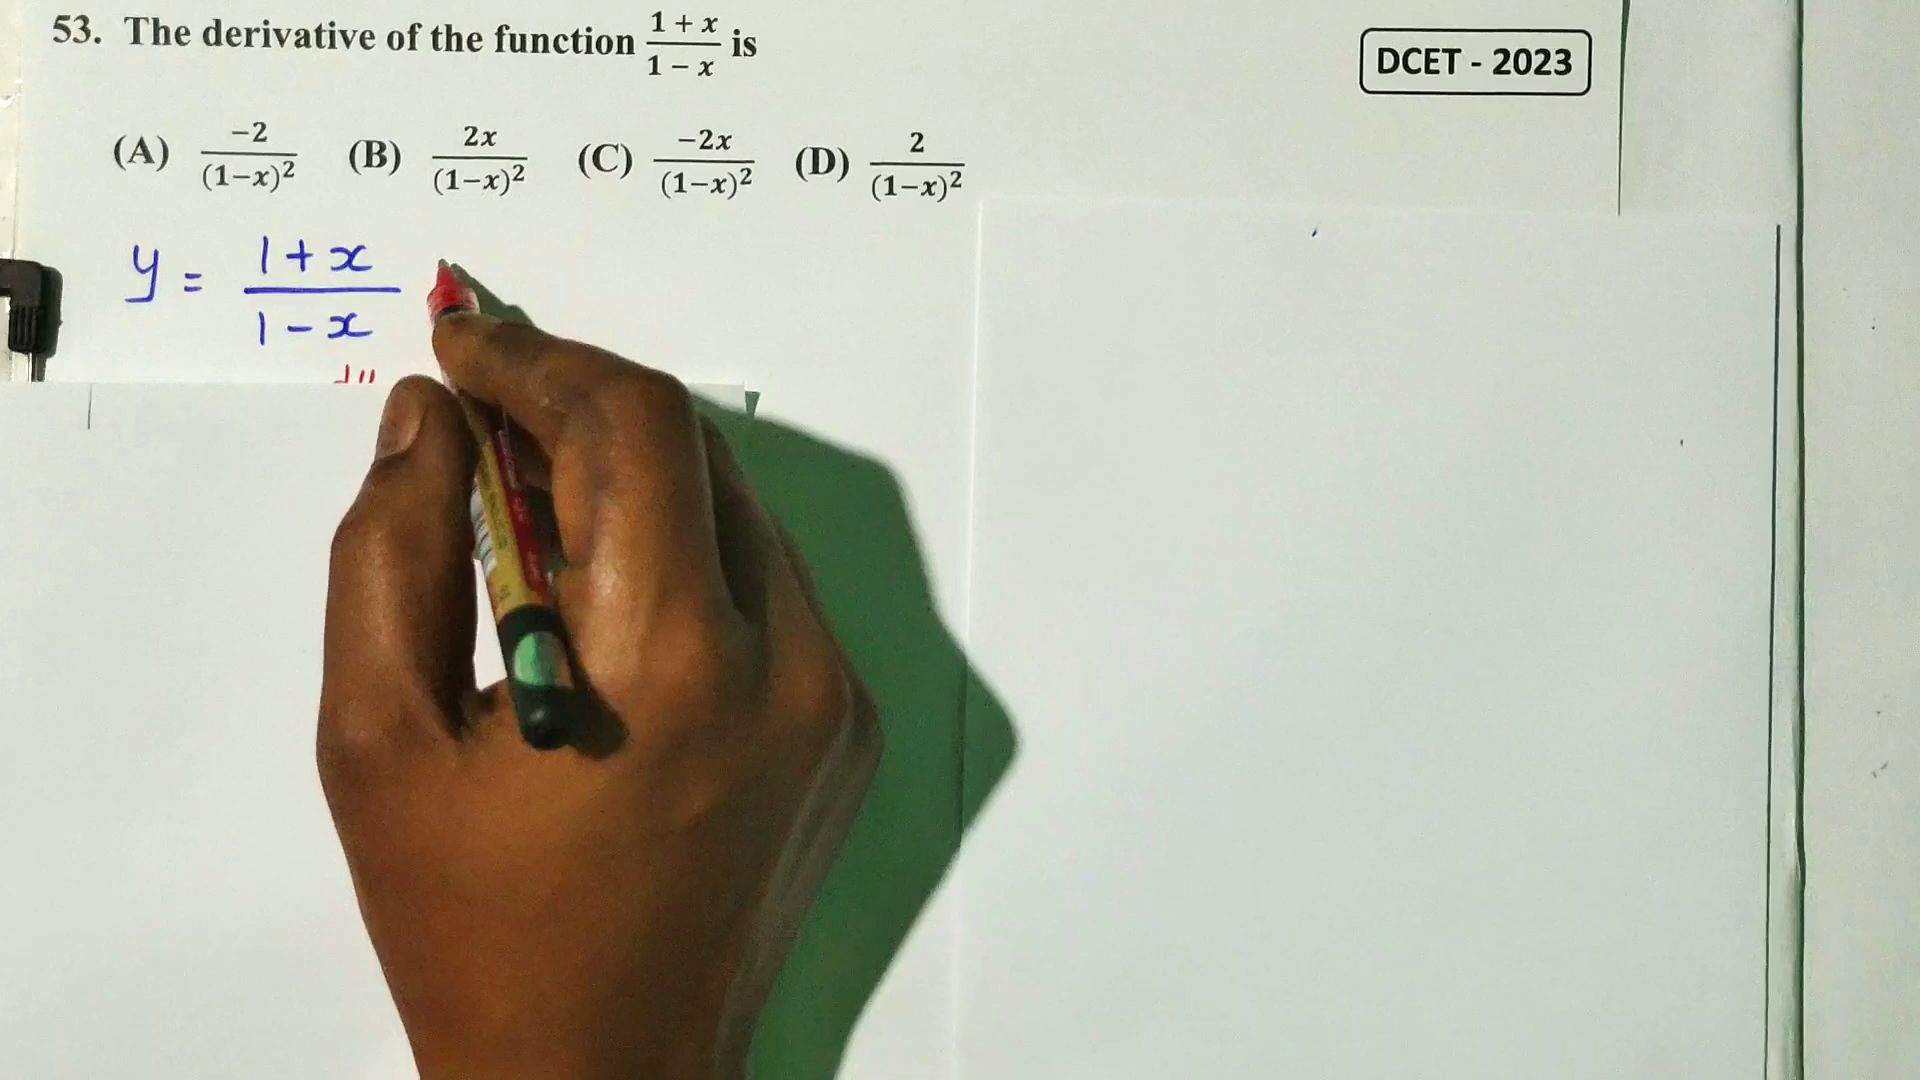 53. The derivative of the function (1 + x)/(1 − x) is
DCET - 2023
(A) −2/(1−x)² (B) 2x/(1−x)² (C) −2x/(1−x)² (D) 2/(1−x)²
y = (1 + x)/(1 − x)